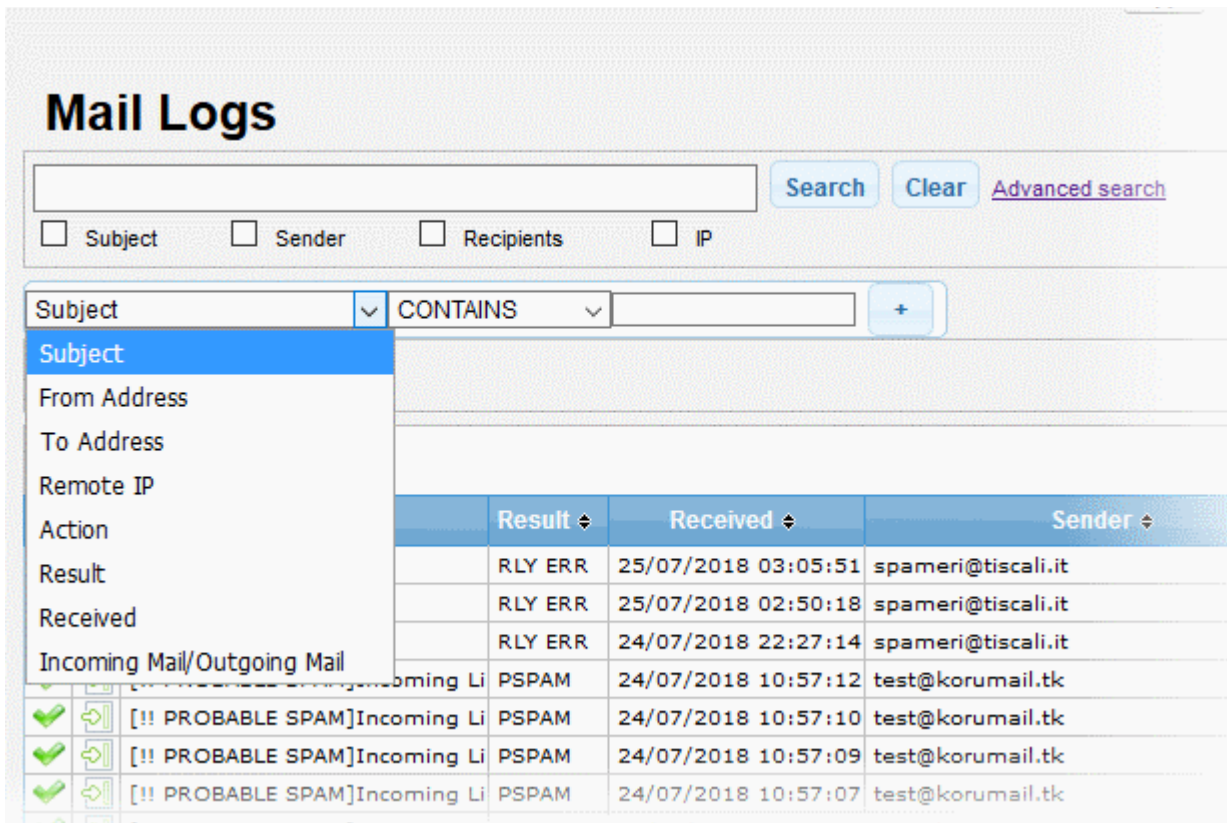 Mail Logs
Search Clear Advanced search
Subject Sender Recipients IP
Subject CONTAINS +
Subject
From Address
To Address
Remote IP
Action
Result
Received
Incoming Mail/Outgoing Mail
Result Received Sender
RLY ERR 25/07/2018 03:05:51 spameri@tiscali.it
RLY ERR 25/07/2018 02:50:18 spameri@tiscali.it
RLY ERR 24/07/2018 22:27:14 spameri@tiscali.it
[!! PROBABLE SPAM]Incoming Li PSPAM 24/07/2018 10:57:12 test@korumail.tk
[!! PROBABLE SPAM]Incoming Li PSPAM 24/07/2018 10:57:10 test@korumail.tk
[!! PROBABLE SPAM]Incoming Li PSPAM 24/07/2018 10:57:09 test@korumail.tk
[!! PROBABLE SPAM]Incoming Li PSPAM 24/07/2018 10:57:07 test@korumail.tk